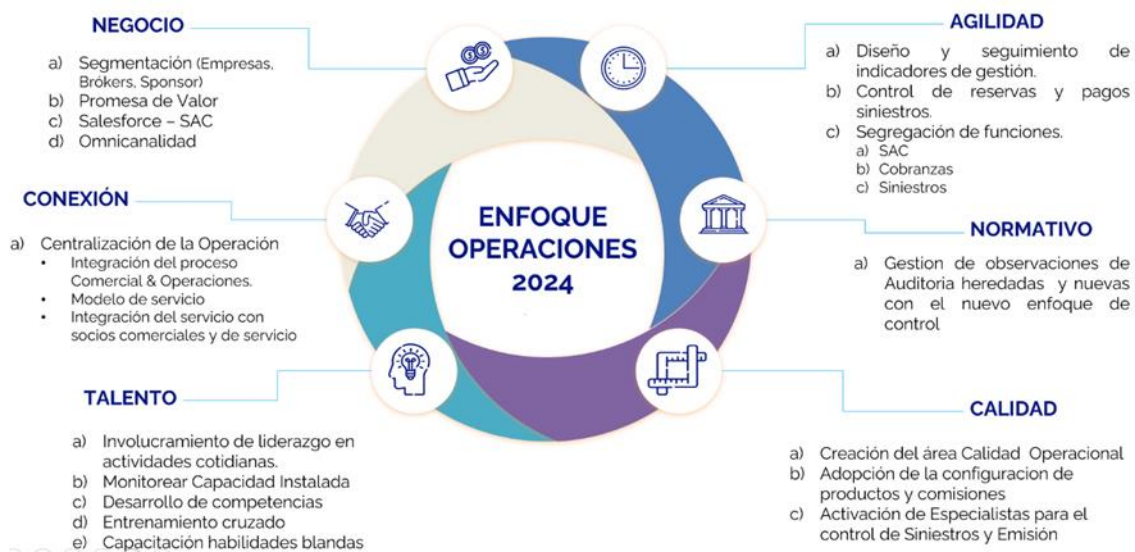 NEGOCIO
a) Segmentación (Empresas, Brókers, Sponsor)
b) Promesa de Valor
c) Salesforce – SAC
d) Omnicanalidad
CONEXIÓN
a) Centralización de la Operación
• Integración del proceso
Comercial & Operaciones.
• Modelo de servicio
• Integración del servicio con
socios comerciales y de servicio
TALENTO
a) Involucramiento de liderazgo en
actividades cotidianas.
b) Monitorear Capacidad Instalada
c) Desarrollo de competencias
d) Entrenamiento cruzado
e) Capacitación habilidades blandas
ENFOQUE
OPERACIONES
2024
AGILIDAD
a) Diseño y seguimiento de
indicadores de gestión.
b) Control de reservas y pagos
siniestros.
c) Segregación de funciones.
a) SAC
b) Cobranzas
c) Siniestros
NORMATIVO
a) Gestion de observaciones de
Auditoria heredadas y nuevas
con el nuevo enfoque de
control
CALIDAD
a) Creación del área Calidad Operacional
b) Adopción de la configuracion de
productos y comisiones
c) Activación de Especialistas para el
control de Siniestros y Emisión